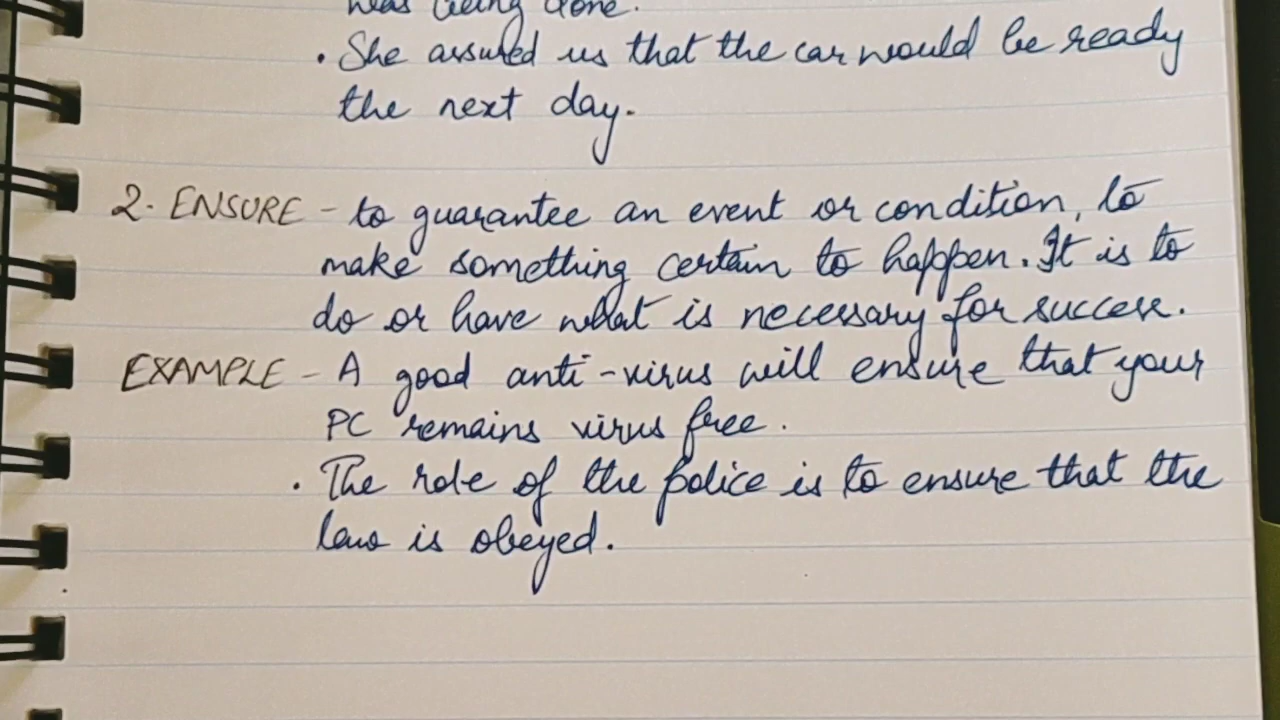 was being done.
• She assured us that the car would be ready
the next day.
2. ENSURE - to guarantee an event or condition, to
make something certain to happen. It is to
do or have what is necessary for success.
EXAMPLE - A good anti-virus will ensure that your
PC remains virus free.
• The role of the police is to ensure that the
law is obeyed.